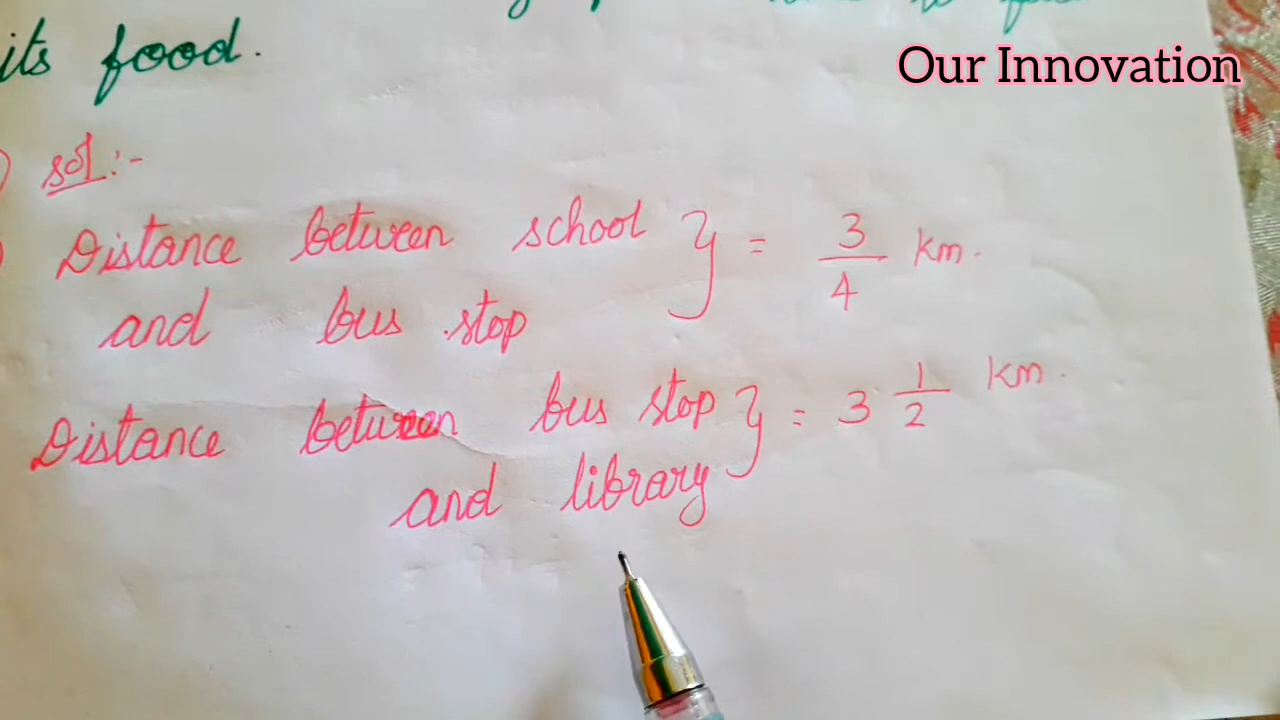 its food.
Our Innovation
sol:-
Distance between school
and bus stop } = 3/4 km.
Distance between bus stop
and library } = 3 1/2 km.